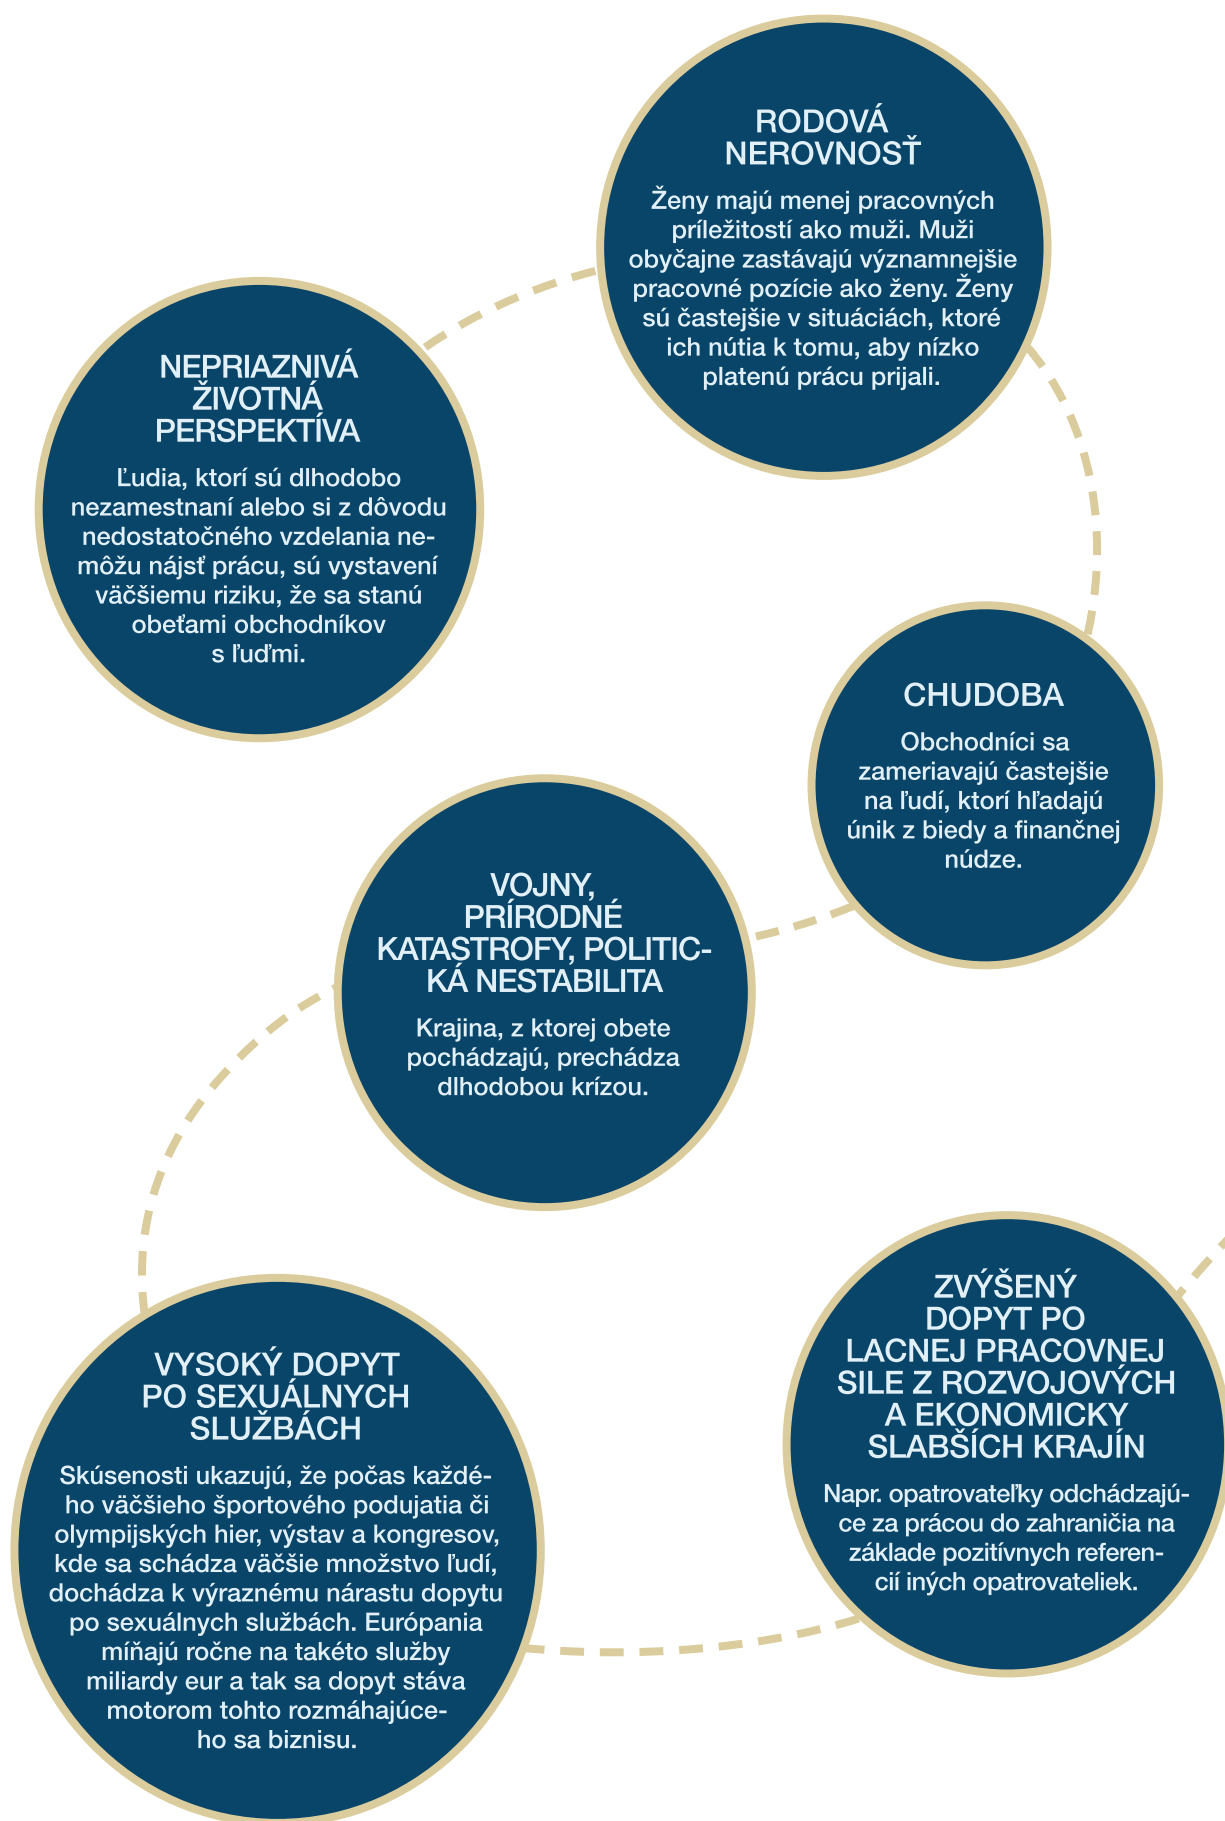 RODOVÁ
NEROVNOSŤ
Ženy majú menej pracovných
príležitostí ako muži. Muži
obyčajne zastávajú významnejšie
pracovné pozície ako ženy. Ženy
sú častejšie v situáciách, ktoré
ich nútia k tomu, aby nízko
platenú prácu prijali.
NEPRIAZNIVÁ
ŽIVOTNÁ
PERSPEKTÍVA
Ľudia, ktorí sú dlhodobo
nezamestnaní alebo si z dôvodu
nedostatočného vzdelania ne-
môžu nájsť prácu, sú vystavení
väčšiemu riziku, že sa stanú
obeťami obchodníkov
s ľuďmi.
CHUDOBA
Obchodníci sa
zameriavajú častejšie
na ľudí, ktorí hľadajú
únik z biedy a finančnej
núdze.
VOJNY,
PRÍRODNÉ
KATASTROFY, POLITIC-
KÁ NESTABILITA
Krajina, z ktorej obete
pochádzajú, prechádza
dlhodobou krízou.
ZVÝŠENÝ
DOPYT PO
LACNEJ PRACOVNEJ
SILE Z ROZVOJOVÝCH
A EKONOMICKY
SLABŠÍCH KRAJÍN
Napr. opatrovateľky odchádzajú-
ce za prácou do zahraničia na
základe pozitívnych referen-
cií iných opatrovateliek.
VYSOKÝ DOPYT
PO SEXUÁLNYCH
SLUŽBÁCH
Skúsenosti ukazujú, že počas každé-
ho väčšieho športového podujatia či
olympijských hier, výstav a kongresov,
kde sa schádza väčšie množstvo ľudí,
dochádza k výraznému nárastu dopytu
po sexuálnych službách. Európania
míňajú ročne na takéto služby
miliardy eur a tak sa dopyt stáva
motorom tohto rozmáhajúce-
ho sa biznisu.